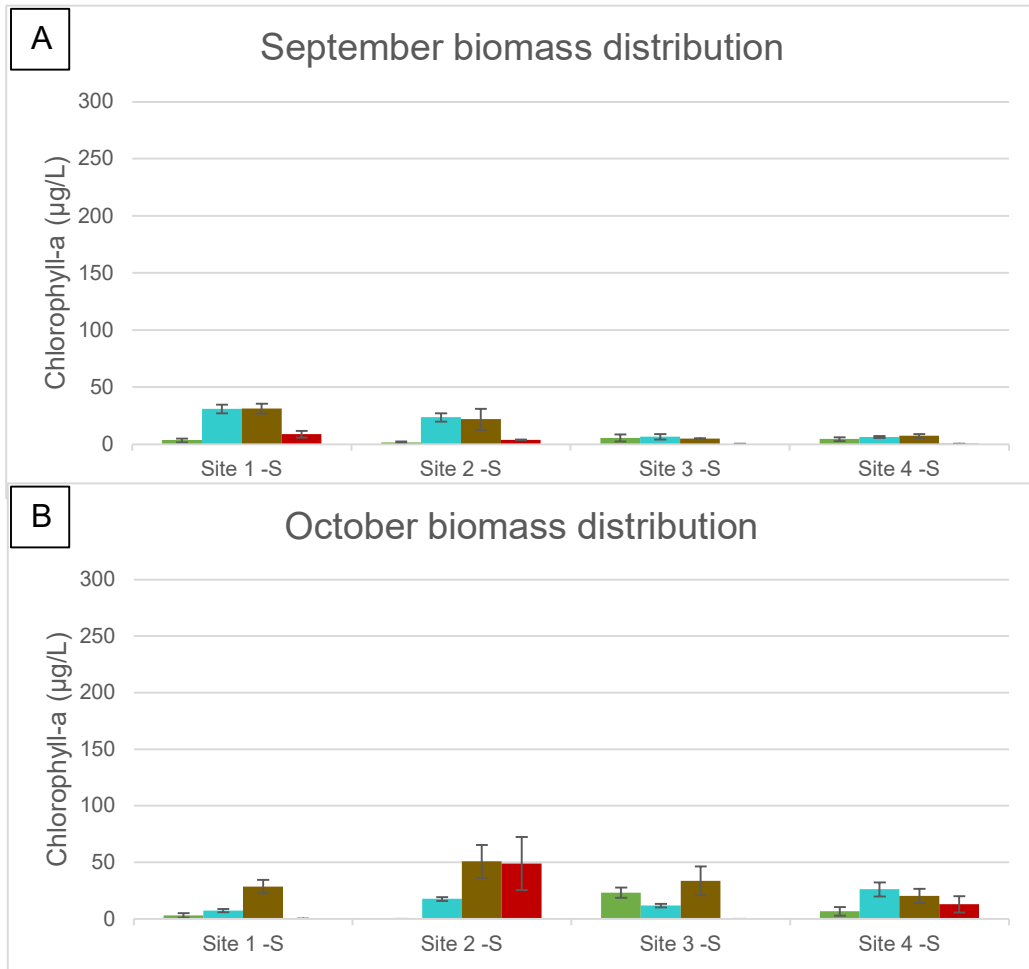 A
September biomass distribution
Chlorophyll-a (µg/L)
300
250
200
150
100
50
0
Site 1 -S Site 2 -S Site 3 -S Site 4 -S
B
October biomass distribution
Chlorophyll-a (µg/L)
300
250
200
150
100
50
0
Site 1 -S Site 2 -S Site 3 -S Site 4 -S